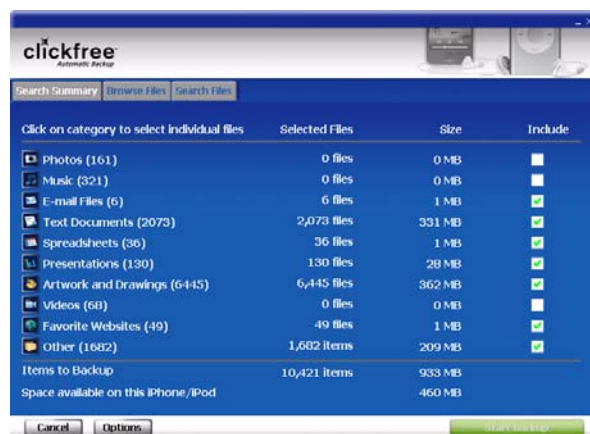 clickfree
Automatic Backup
Search Summary Browse Files Search Files
Click on category to select individual files Selected Files Size Include
Photos (161) 0 files 0 MB
Music (321) 0 files 0 MB
E-mail Files (6) 6 files 1 MB
Text Documents (2073) 2,073 files 331 MB
Spreadsheets (36) 36 files 1 MB
Presentations (130) 130 files 28 MB
Artwork and Drawings (6445) 6,445 files 362 MB
Videos (68) 0 files 0 MB
Favorite Websites (49) 49 files 1 MB
Other (1682) 1,682 items 209 MB
Items to Backup 10,421 items 933 MB
Space available on this iPhone/iPod 460 MB
Cancel Options Start Backup